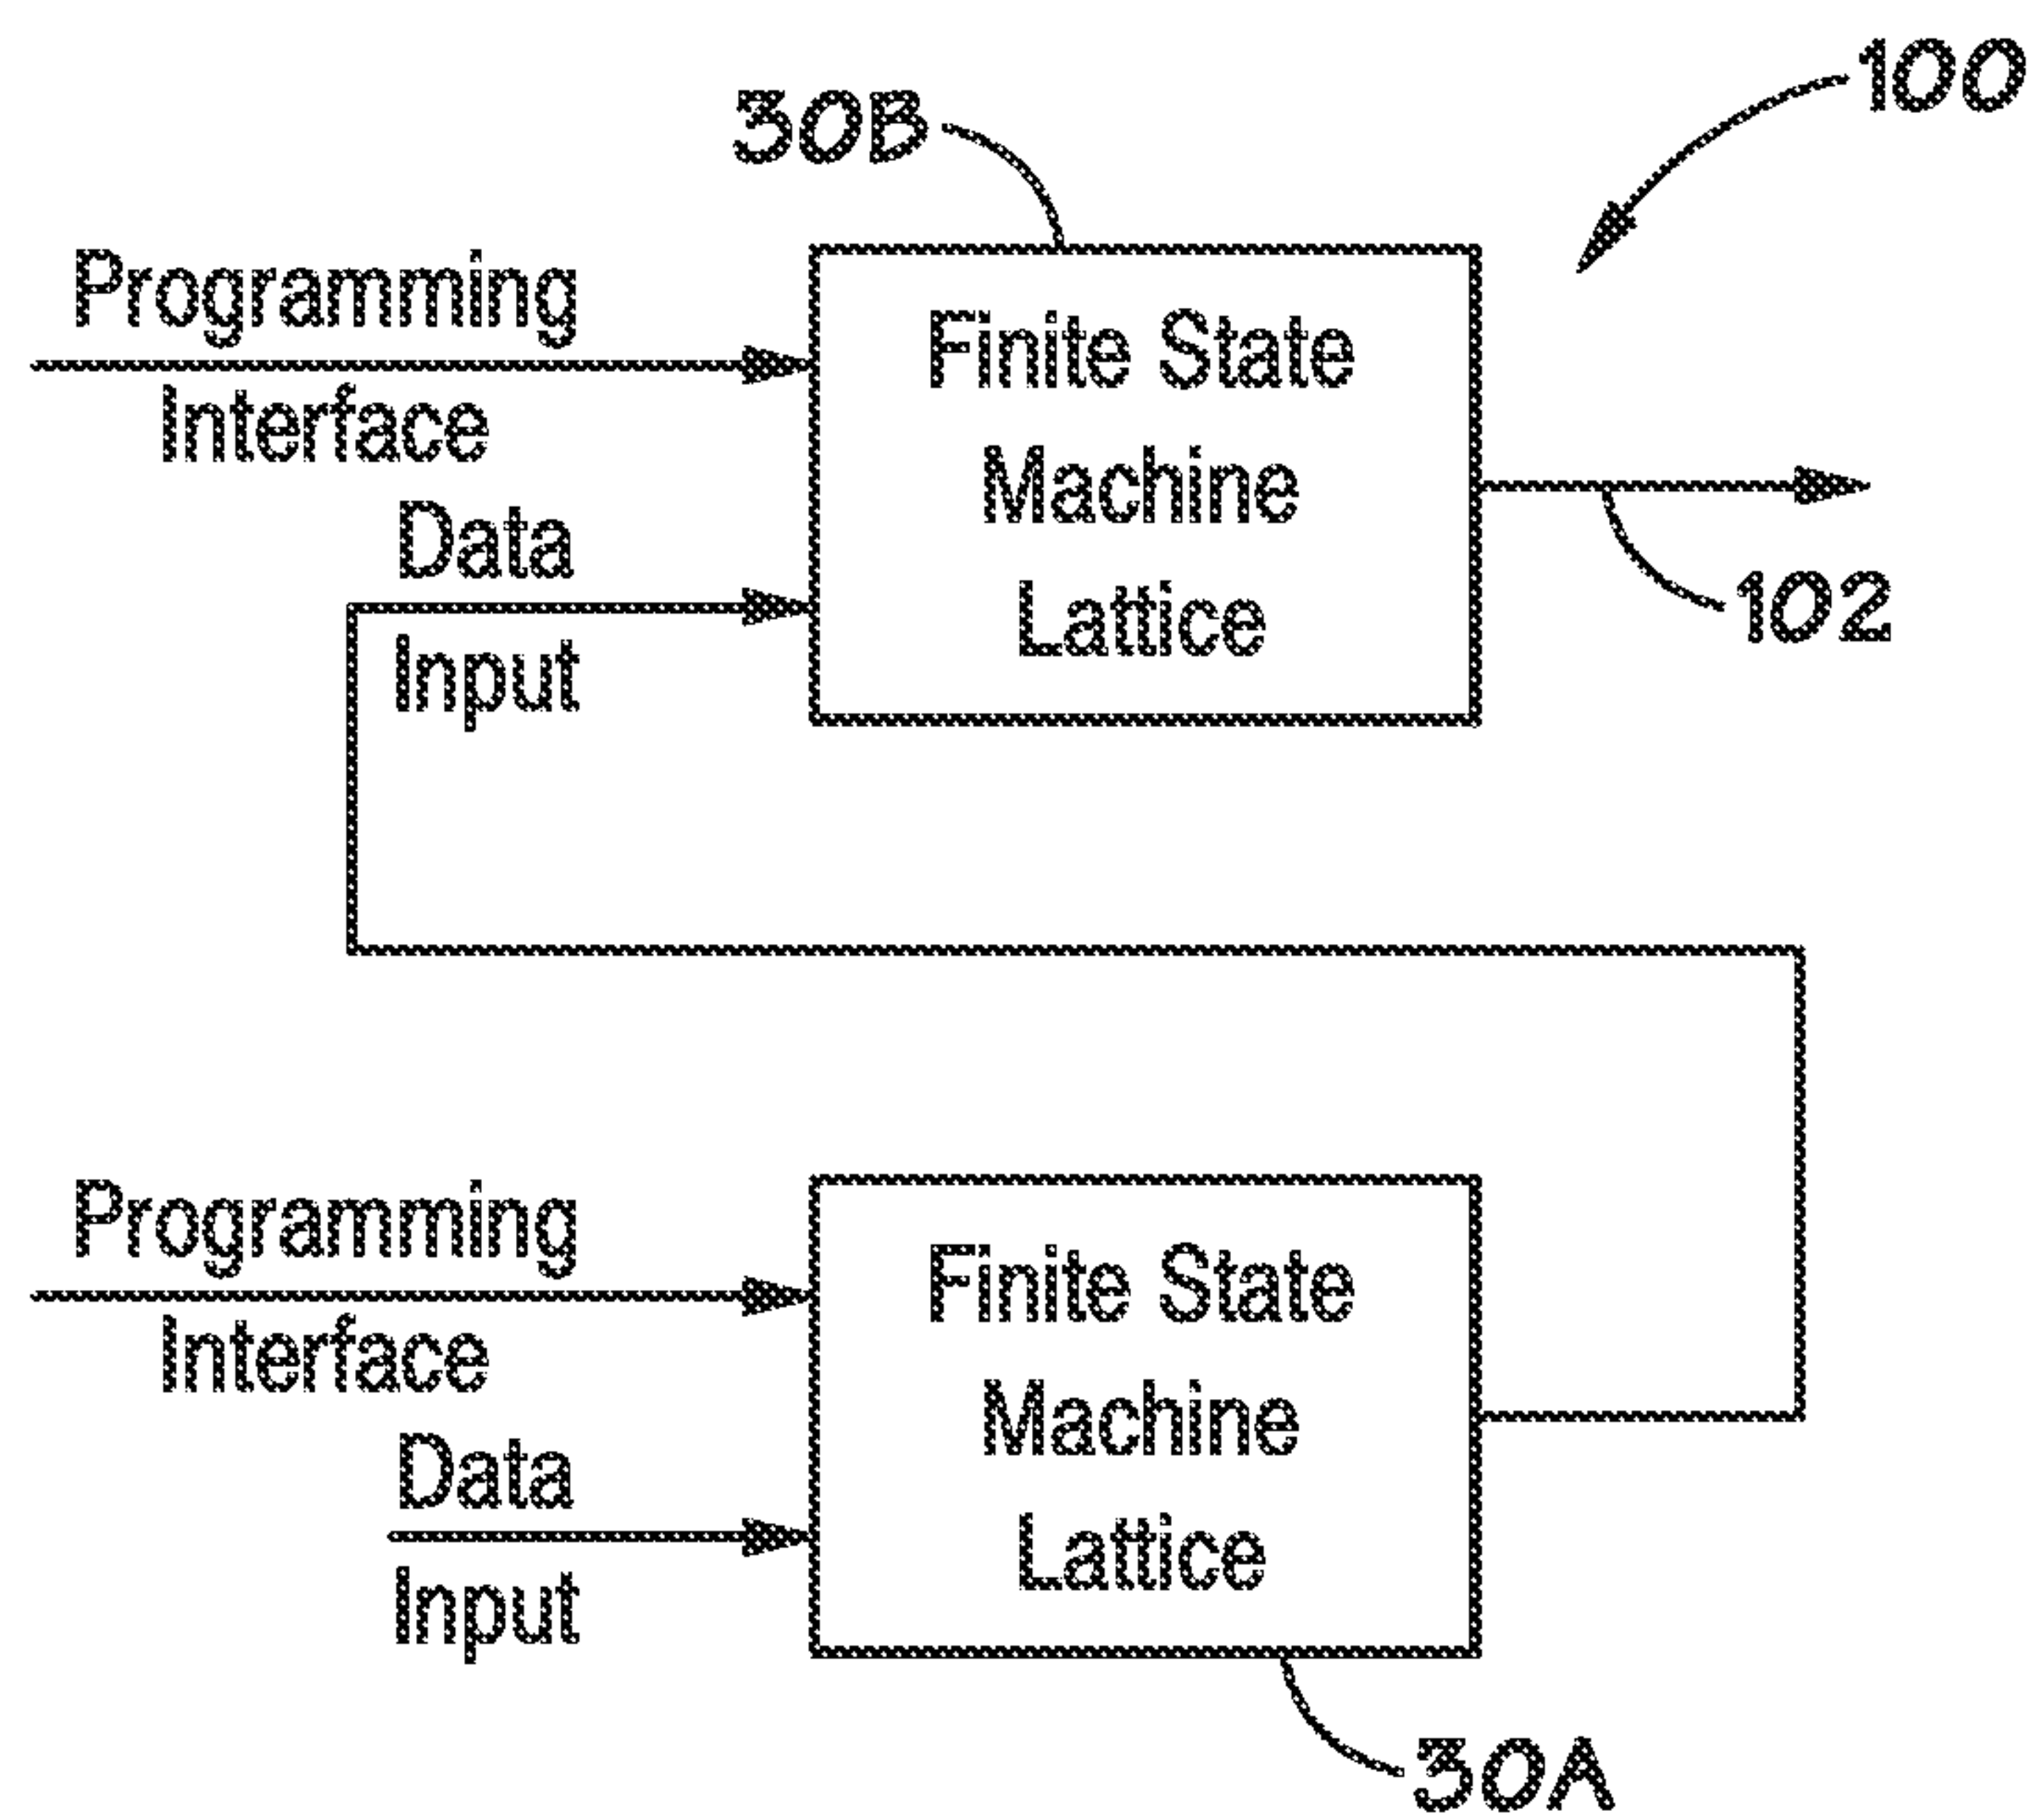 100
30B
Programming
Interface
Data
Input
Finite State
Machine
Lattice
102
Programming
Interface
Data
Input
Finite State
Machine
Lattice
30A